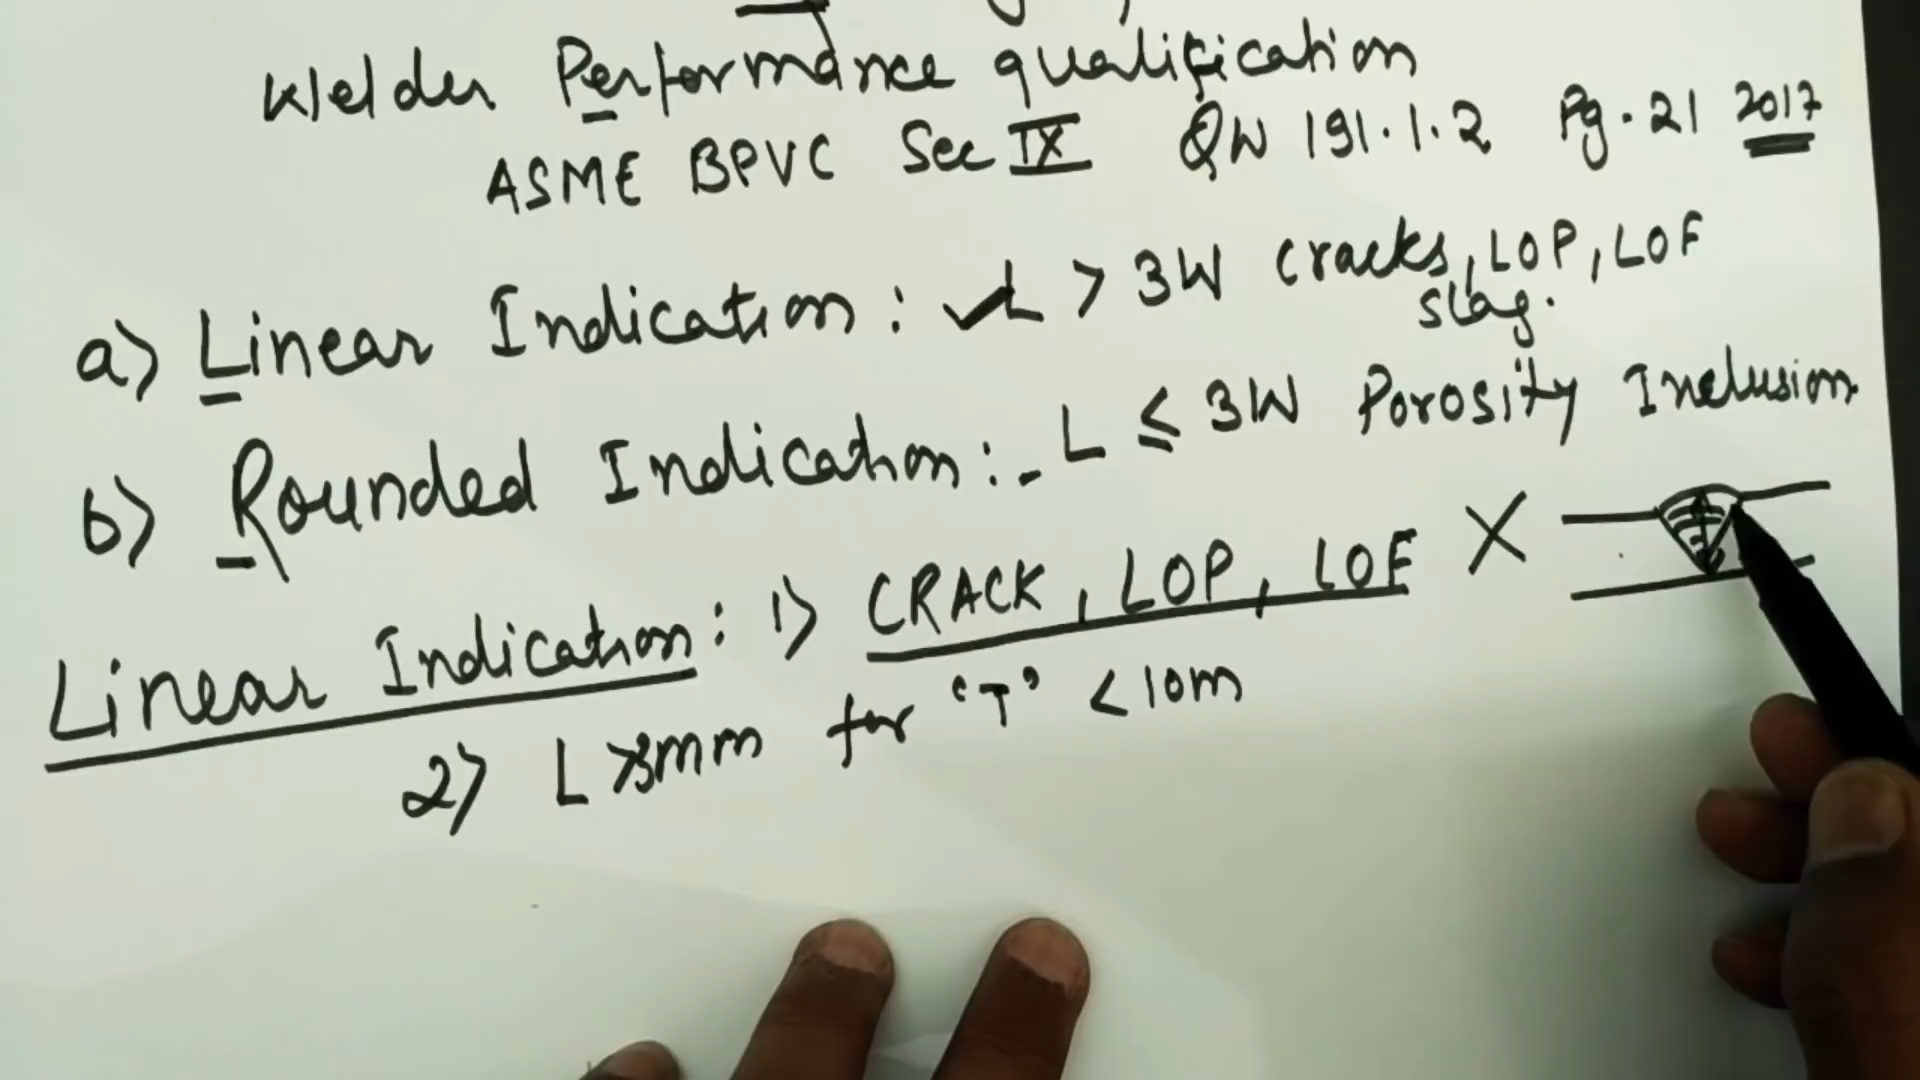 Welder Performance qualification
ASME BPVC Sec IX QW 191.1.2 Pg. 21 2017
a) Linear Indication: L > 3W cracks, LOP, LOF
slag.
b) Rounded Indication:- L ≤ 3W Porosity Inclusion
Linear Indication: 1) CRACK, LOP, LOF X
2) L >3mm for 'T' < 10m